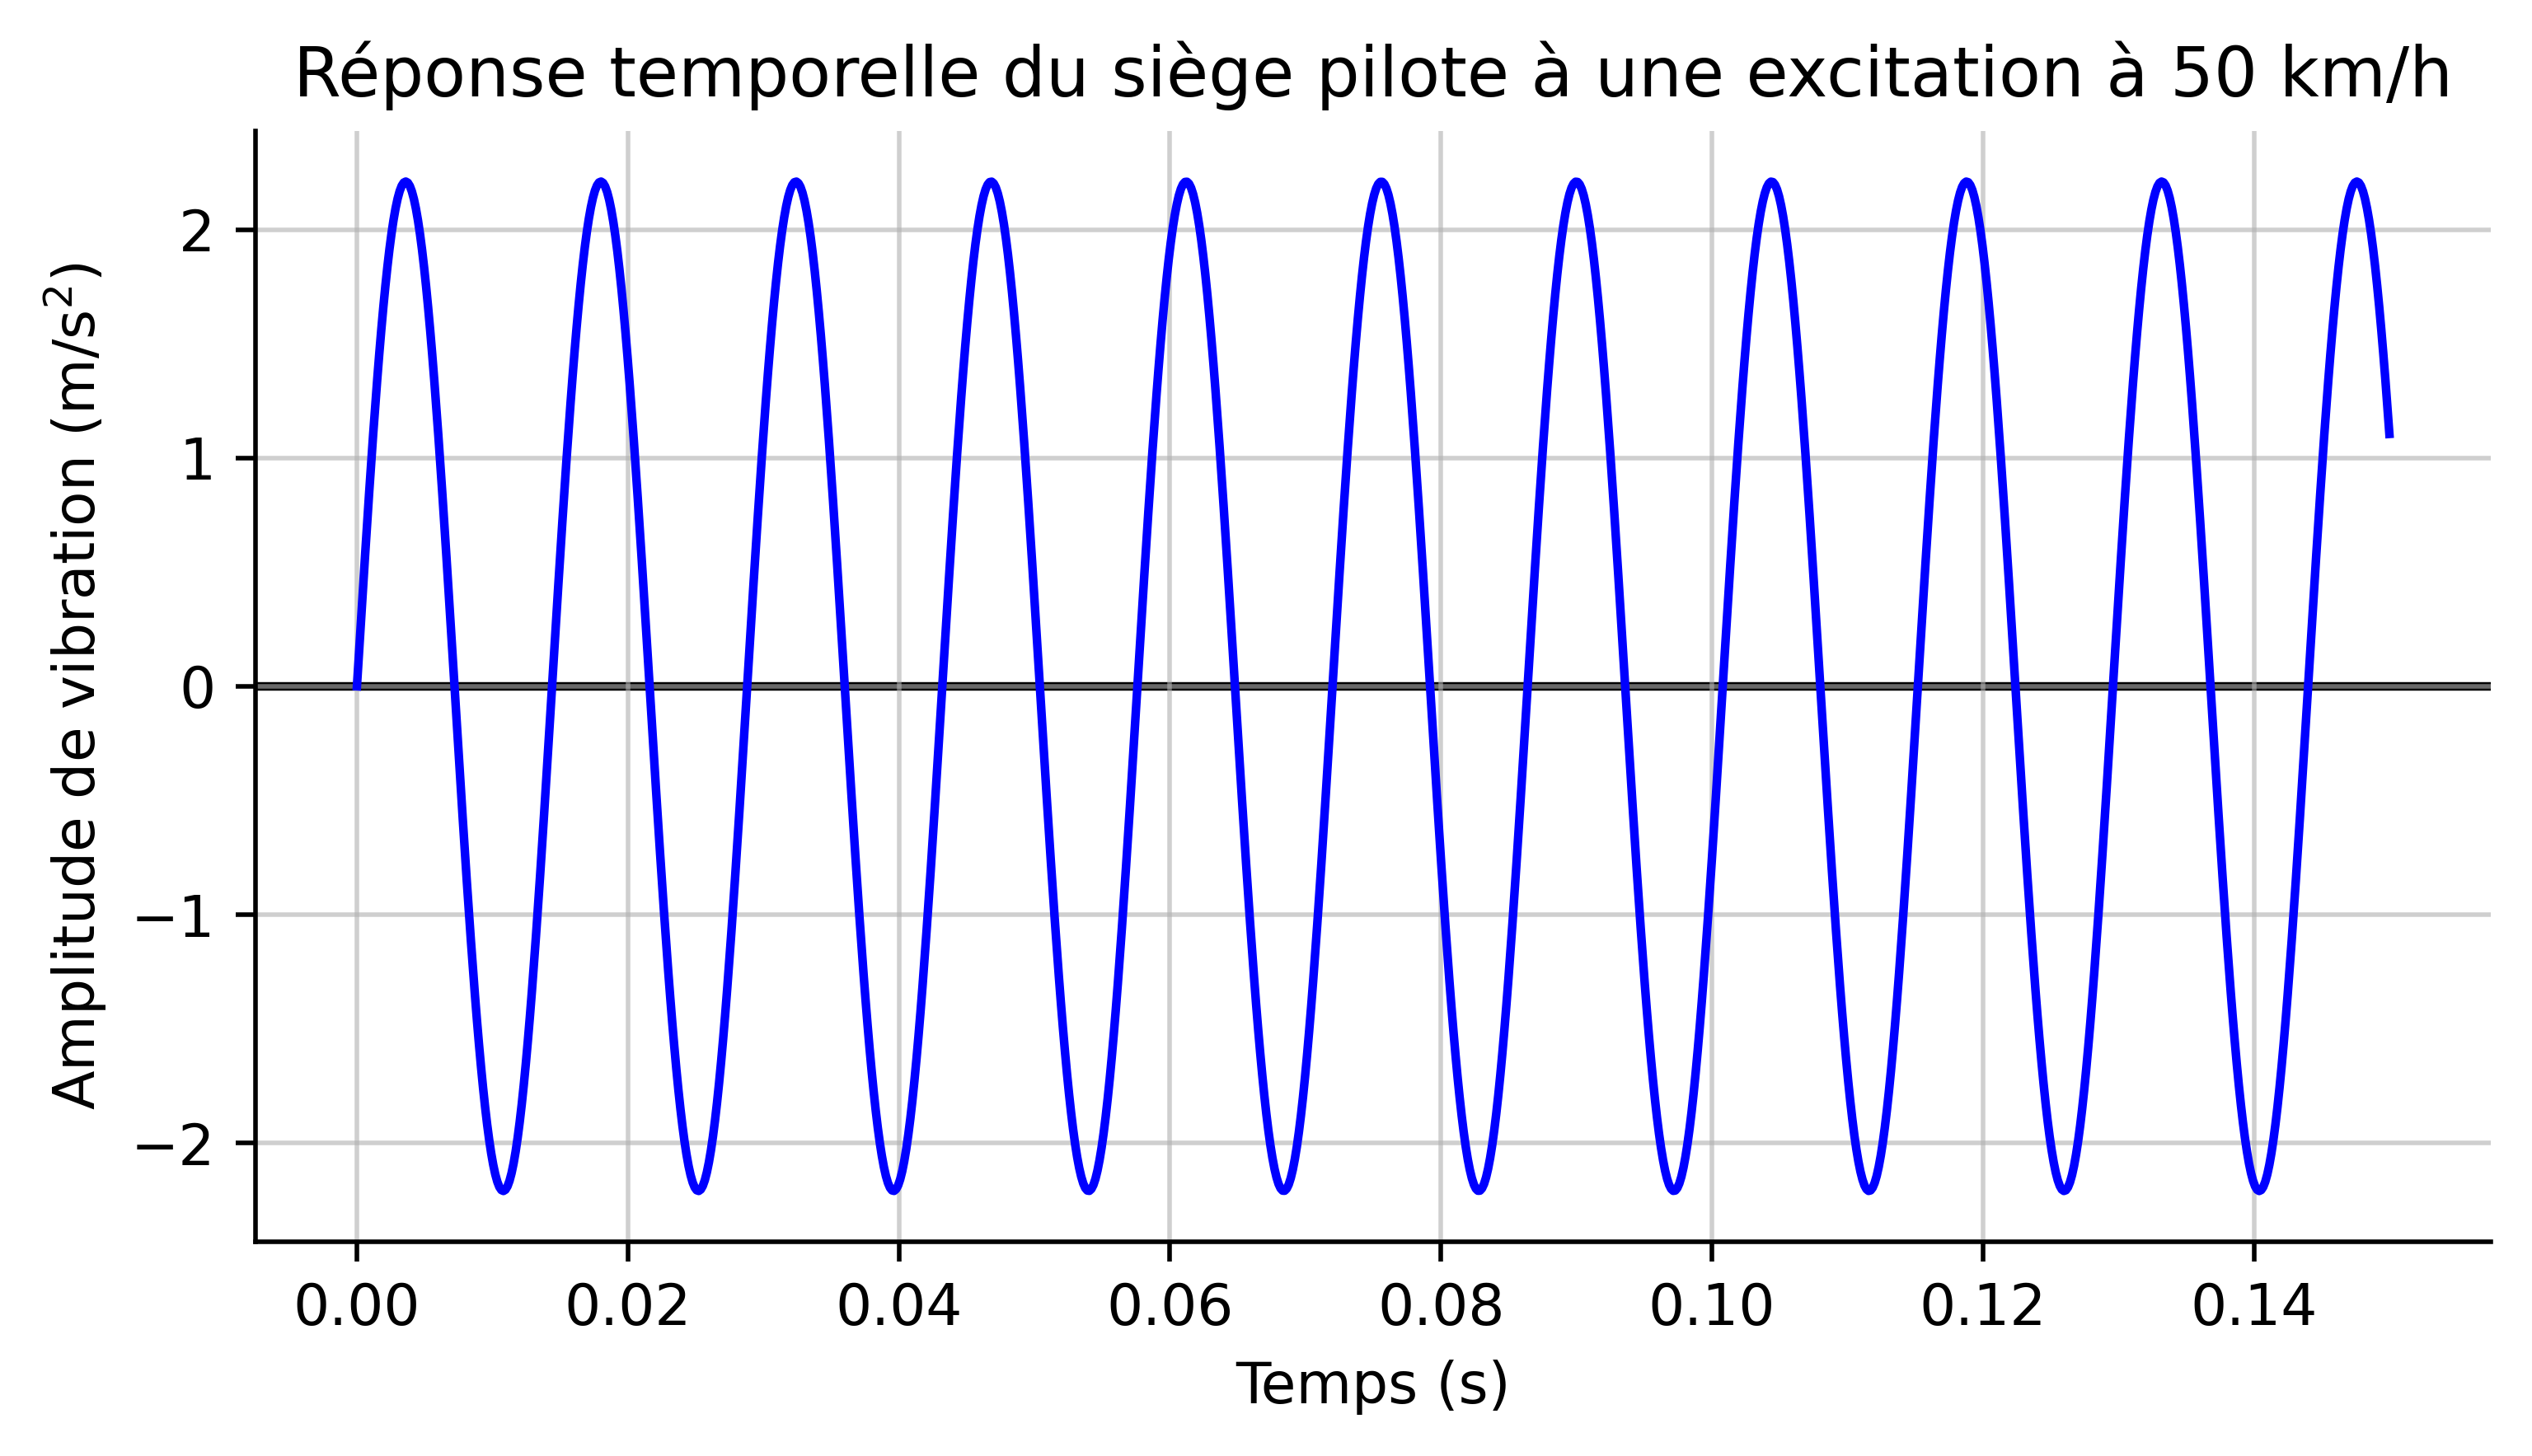 Réponse temporelle du siège pilote à une excitation à 50 km/h
Amplitude de vibration (m/s²)
2
1
0
−1
−2
0.00 0.02 0.04 0.06 0.08 0.10 0.12 0.14
Temps (s)